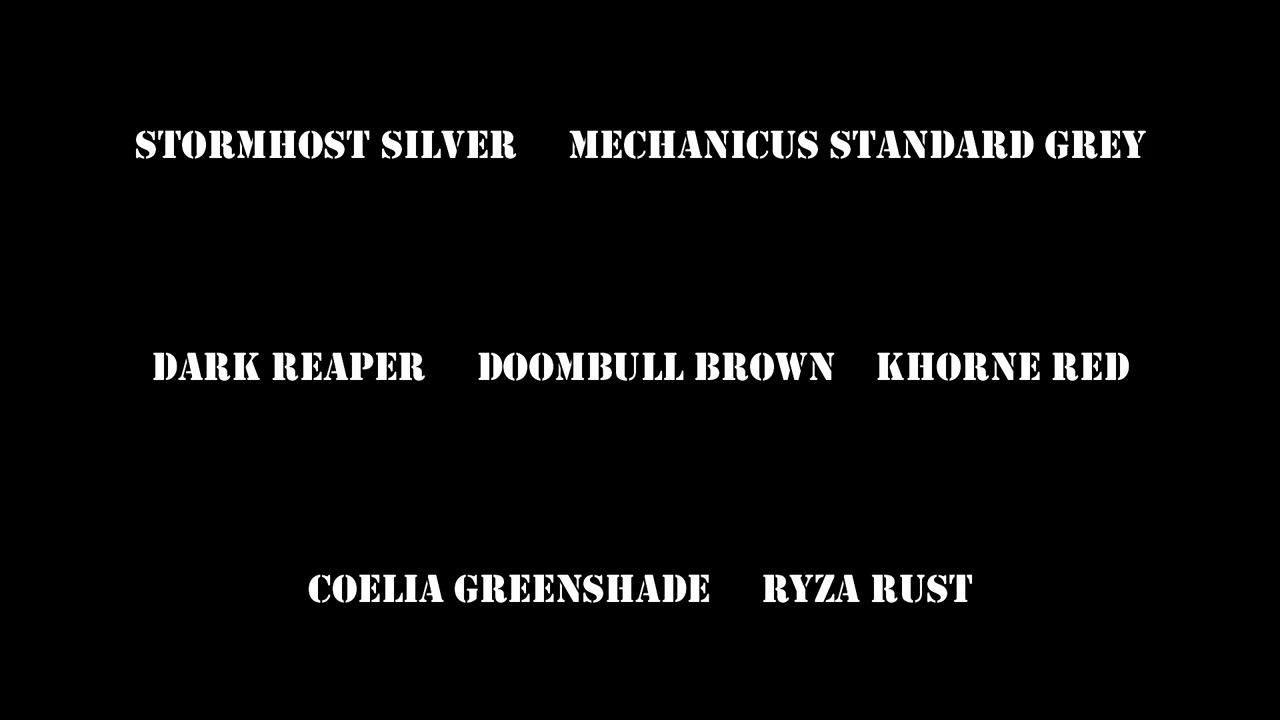 STORMHOST SILVER MECHANICUS STANDARD GREY
DARK REAPER DOOMBULL BROWN KHORNE RED
COELIA GREENSHADE RYZA RUST